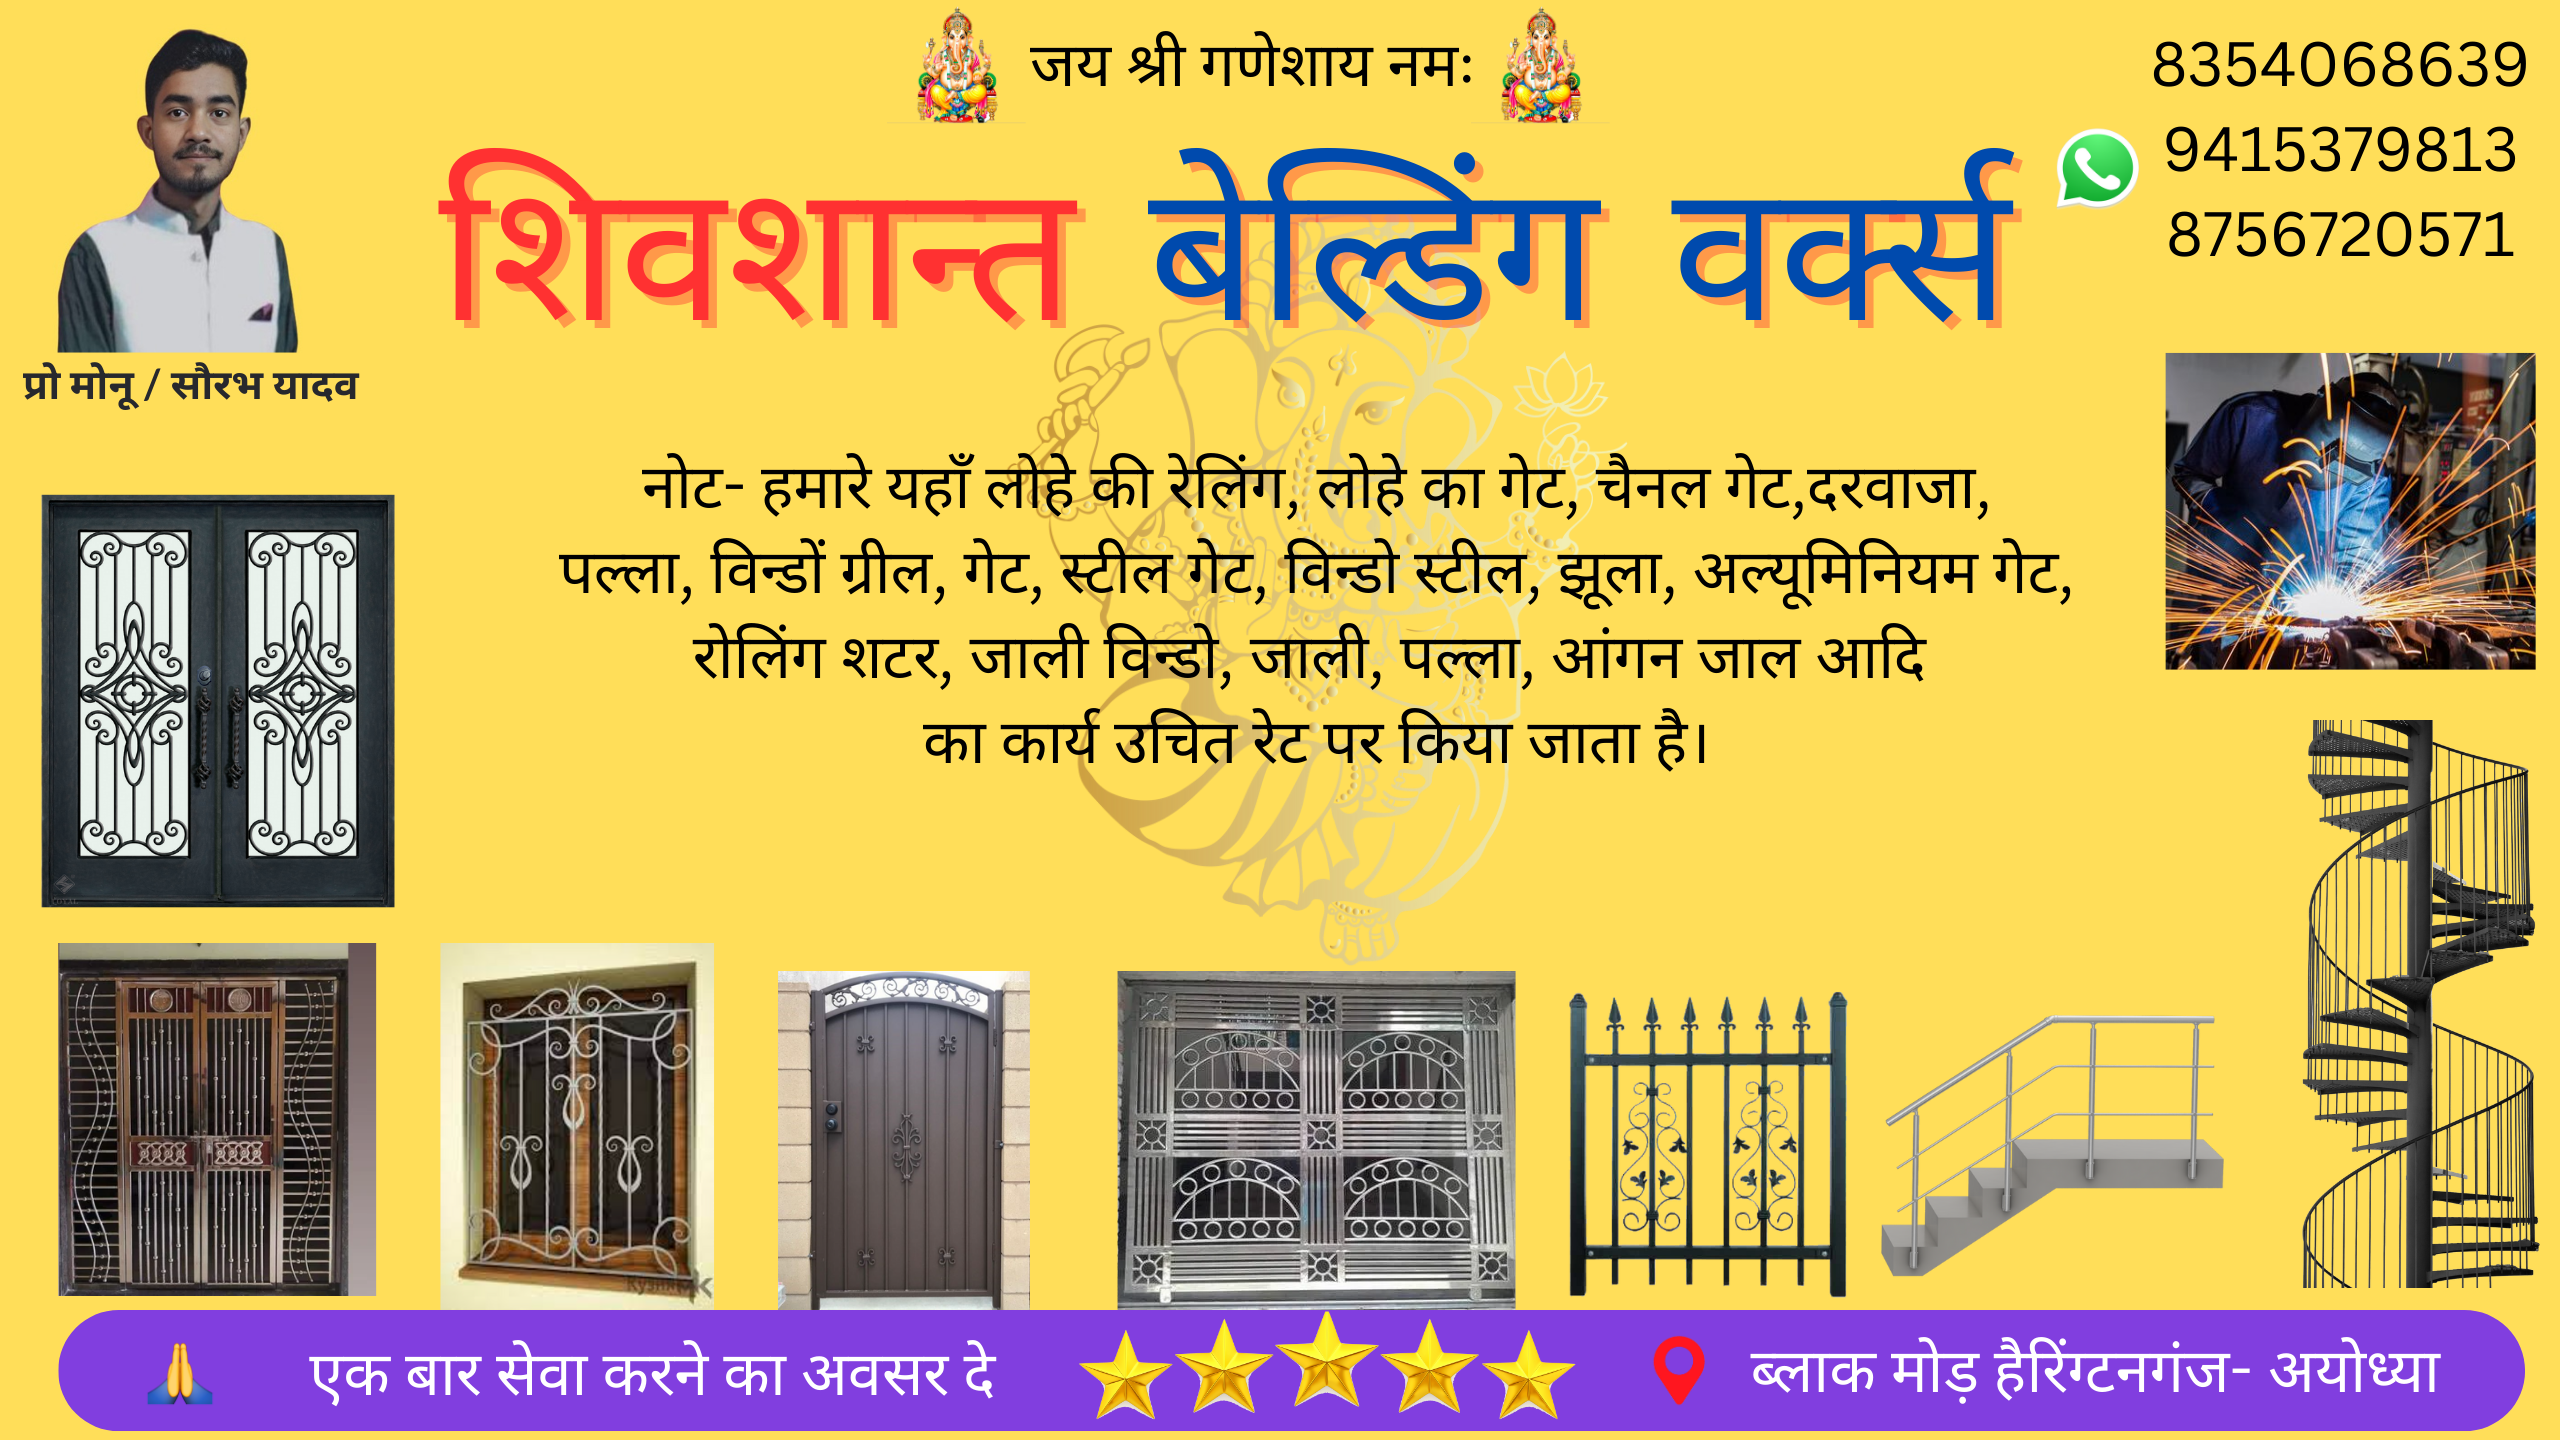 जय श्री गणेशाय नमः
8354068639
9415379813
8756720571
शिवशान्त बेल्डिंग वर्क्स
प्रो मोनू / सौरभ यादव
नोट- हमारे यहाँ लोहे की रेलिंग, लोहे का गेट, चैनल गेट,दरवाजा,
पल्ला, विन्डों ग्रील, गेट, स्टील गेट, विन्डो स्टील, झूला, अल्यूमिनियम गेट,
रोलिंग शटर, जाली विन्डो, जाली, पल्ला, आंगन जाल आदि
का कार्य उचित रेट पर किया जाता है।
एक बार सेवा करने का अवसर दे
ब्लाक मोड़ हैरिंग्टनगंज- अयोध्या